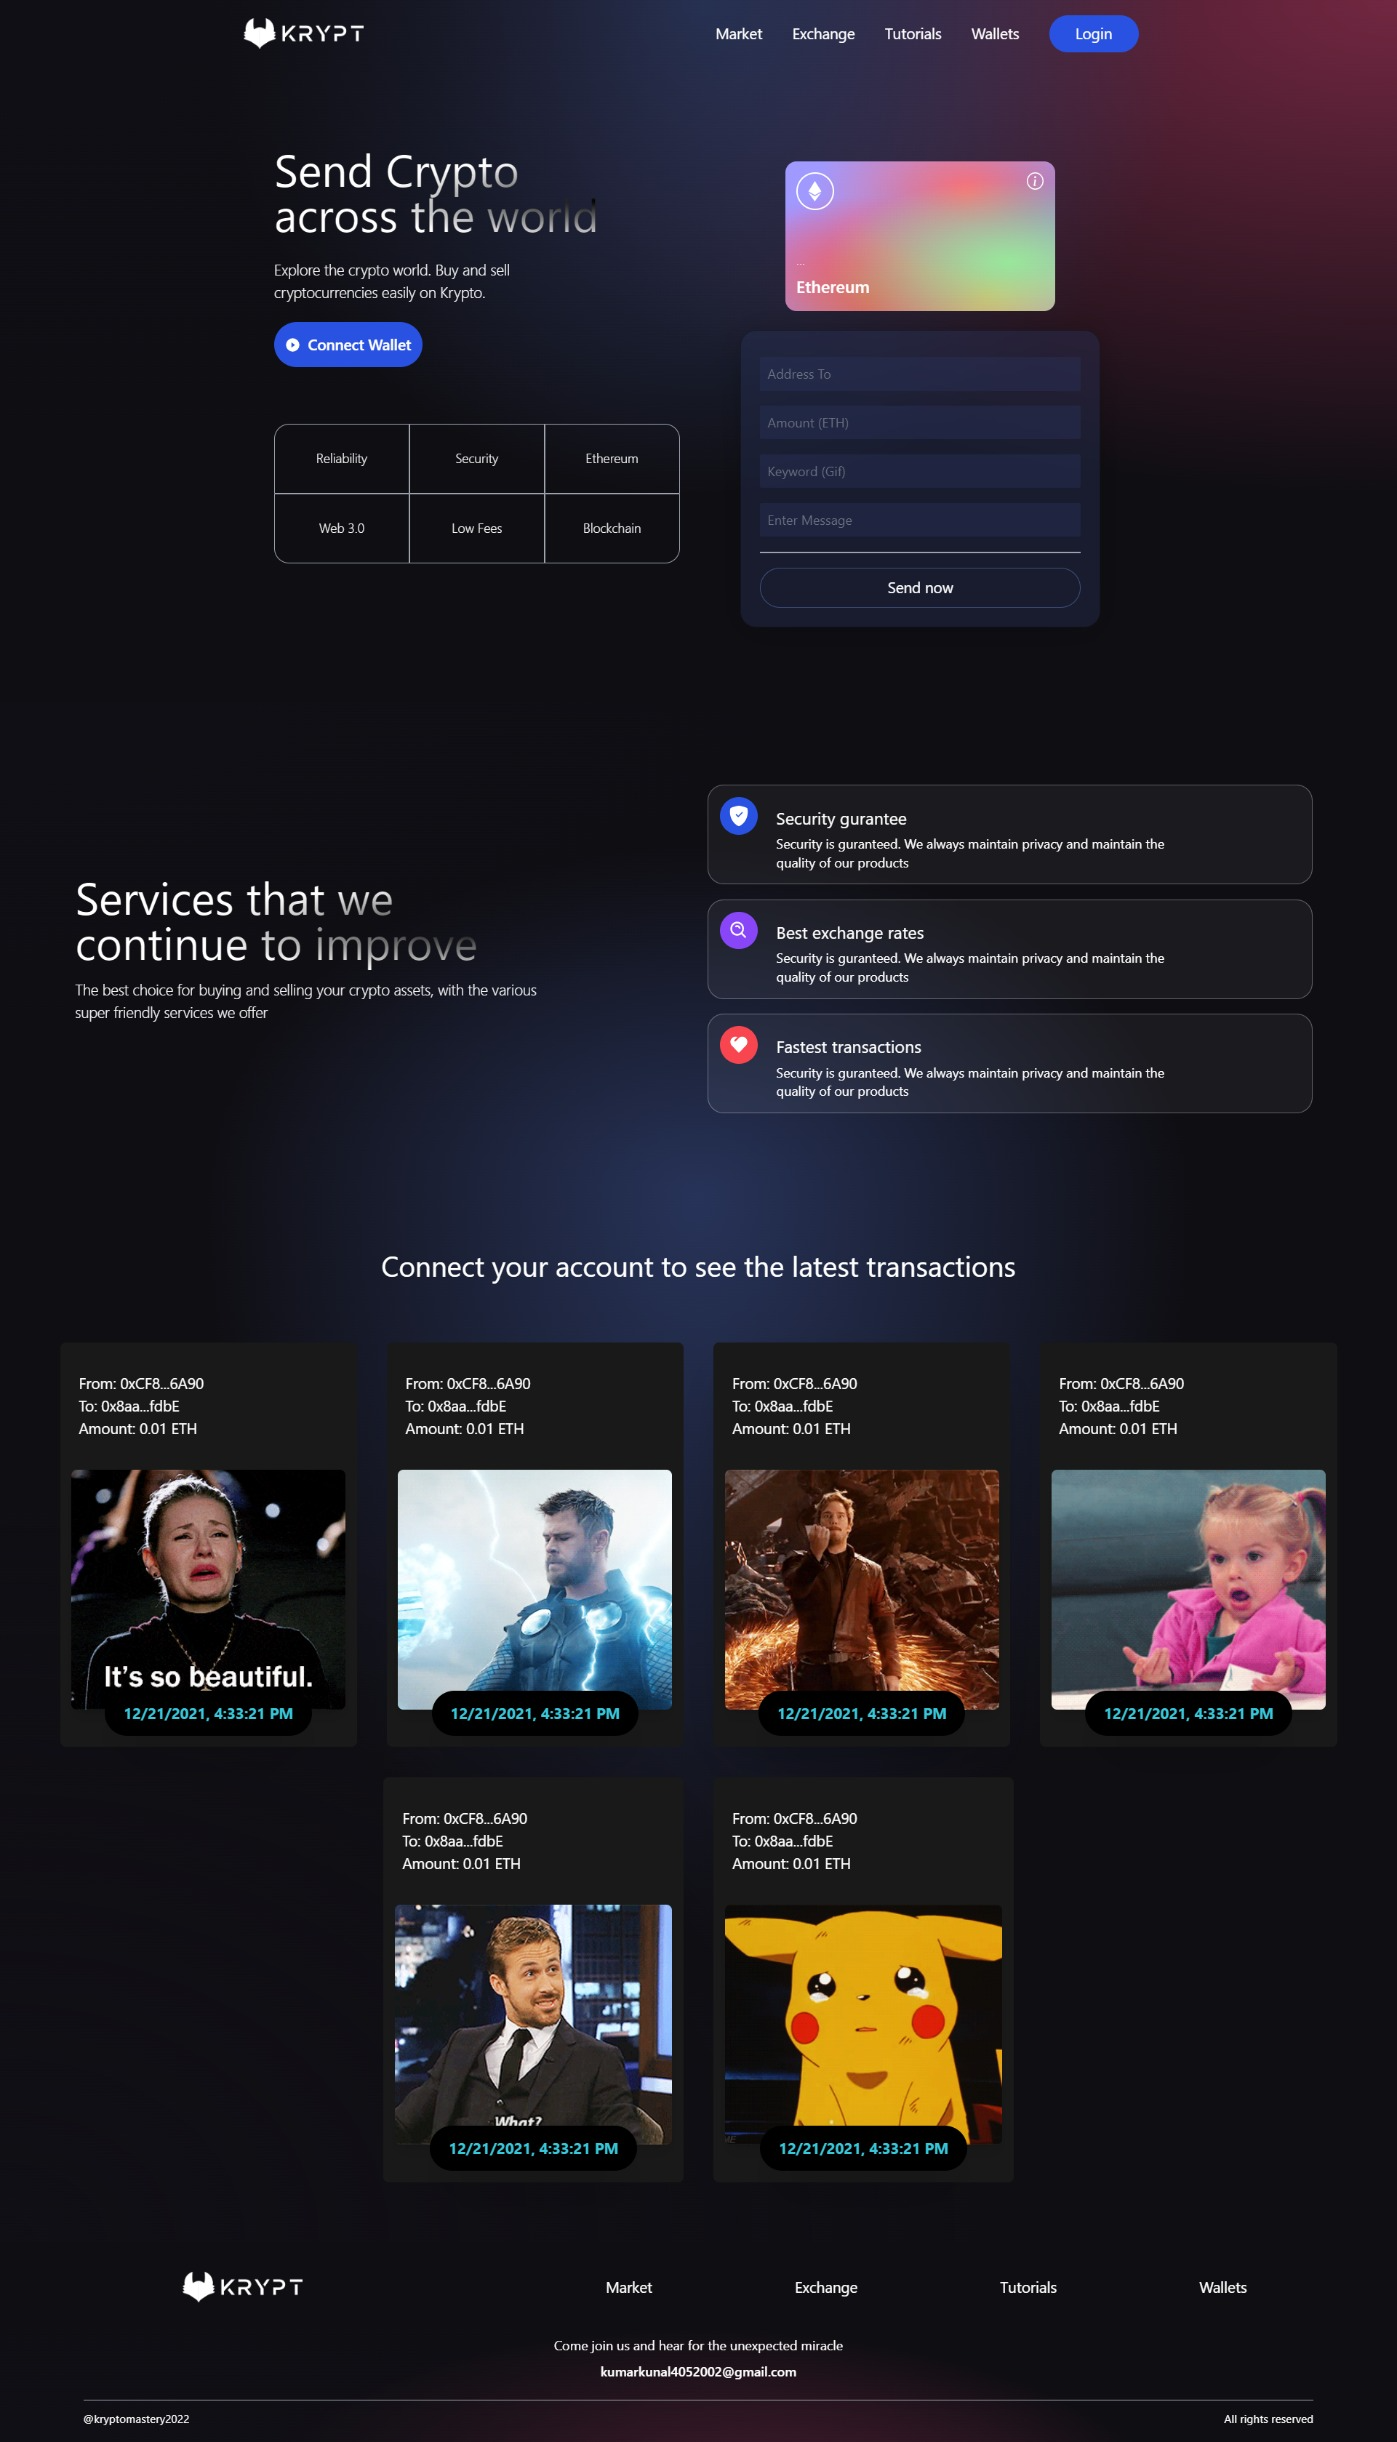 KRYPT
Market
Exchange
Tutorials
Wallets
Login
Send Crypto
across the world
Explore the crypto world. Buy and sell
cryptocurrencies easily on Krypto.
Connect Wallet
Reliability
Security
Ethereum
Web 3.0
Low Fees
Blockchain
...
Ethereum
Address To
Amount (ETH)
Keyword (Gif)
Enter Message
Send now
Services that we
continue to improve
The best choice for buying and selling your crypto assets, with the various
super friendly services we offer
Security gurantee
Security is guranteed. We always maintain privacy and maintain the
quality of our products
Best exchange rates
Security is guranteed. We always maintain privacy and maintain the
quality of our products
Fastest transactions
Security is guranteed. We always maintain privacy and maintain the
quality of our products
Connect your account to see the latest transactions
From: 0xCF8...6A90
To: 0x8aa...fdbE
Amount: 0.01 ETH
It's so beautiful.
12/21/2021, 4:33:21 PM
From: 0xCF8...6A90
To: 0x8aa...fdbE
Amount: 0.01 ETH
12/21/2021, 4:33:21 PM
From: 0xCF8...6A90
To: 0x8aa...fdbE
Amount: 0.01 ETH
12/21/2021, 4:33:21 PM
From: 0xCF8...6A90
To: 0x8aa...fdbE
Amount: 0.01 ETH
12/21/2021, 4:33:21 PM
From: 0xCF8...6A90
To: 0x8aa...fdbE
Amount: 0.01 ETH
What?
12/21/2021, 4:33:21 PM
From: 0xCF8...6A90
To: 0x8aa...fdbE
Amount: 0.01 ETH
12/21/2021, 4:33:21 PM
KRYPT
Market
Exchange
Tutorials
Wallets
Come join us and hear for the unexpected miracle
kumarkunal4052002@gmail.com
@kryptomastery2022
All rights reserved